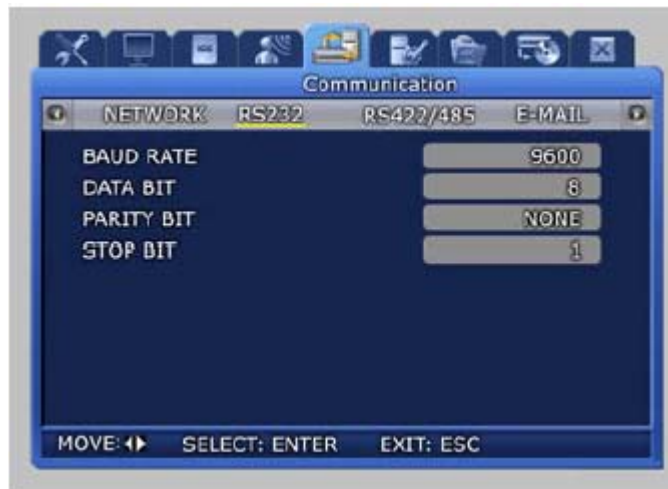 Communication
NETWORK RS232 RS422/485 E-MAIL
BAUD RATE 9600
DATA BIT 8
PARITY BIT NONE
STOP BIT 1
MOVE: SELECT: ENTER EXIT: ESC